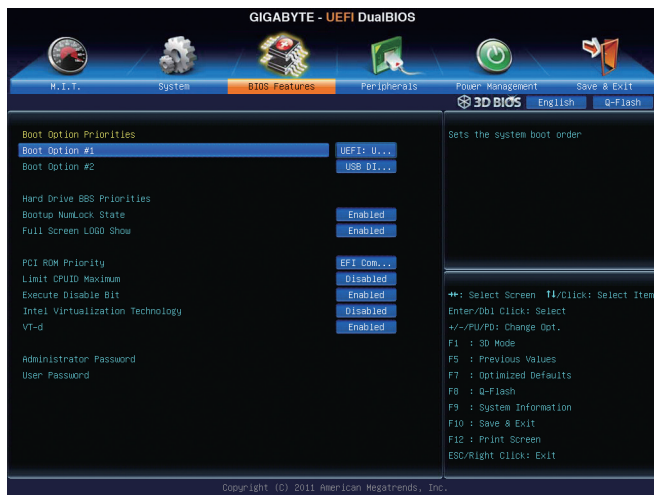 GIGABYTE - UEFI DualBIOS
M.I.T. System BIOS Features Peripherals Power Management Save & Exit
3D BIOS English Q-Flash
Boot Option Priorities
Boot Option #1 UEFI: U...
Boot Option #2 USB DI...
Hard Drive BBS Priorities
Bootup NumLock State Enabled
Full Screen LOGO Show Enabled
PCI ROM Priority EFI Com...
Limit CPUID Maximum Disabled
Execute Disable Bit Enabled
Intel Virtualization Technology Disabled
VT-d Enabled
Administrator Password
User Password
Sets the system boot order
→←: Select Screen ↑↓/Click: Select Item
Enter/Dbl Click: Select
+/-/PU/PD: Change Opt.
F1 : 3D Mode
F5 : Previous Values
F7 : Optimized Defaults
F8 : Q-Flash
F9 : System Information
F10 : Save & Exit
F12 : Print Screen
ESC/Right Click: Exit
Copyright (C) 2011 American Megatrends, Inc.